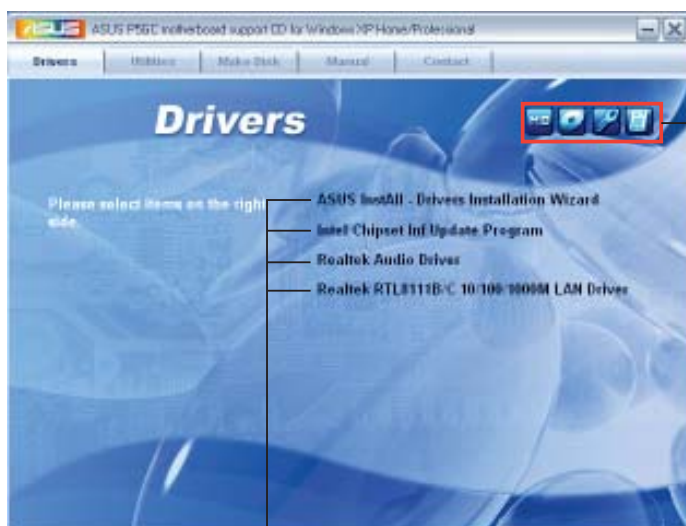 ASUS
ASUS P5GC motherboard support CD for Windows XP Home/Professional
Drivers
Utilities
Make Disk
Manual
Contact
Drivers
Please select items on the right
side.
ASUS InstAll - Drivers Installation Wizard
Intel Chipset Inf Update Program
Realtek Audio Driver
Realtek RTL8111B/C 10/100/1000M LAN Driver